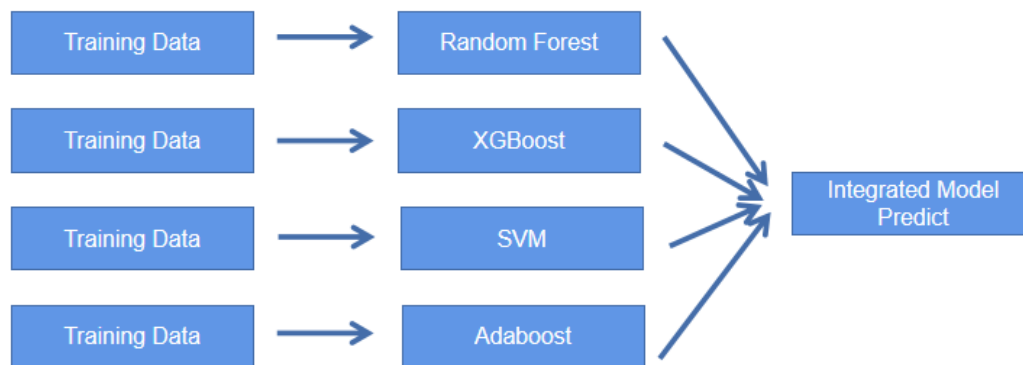 Training Data
Random Forest
Training Data
XGBoost
Training Data
SVM
Training Data
Adaboost
Integrated Model
Predict